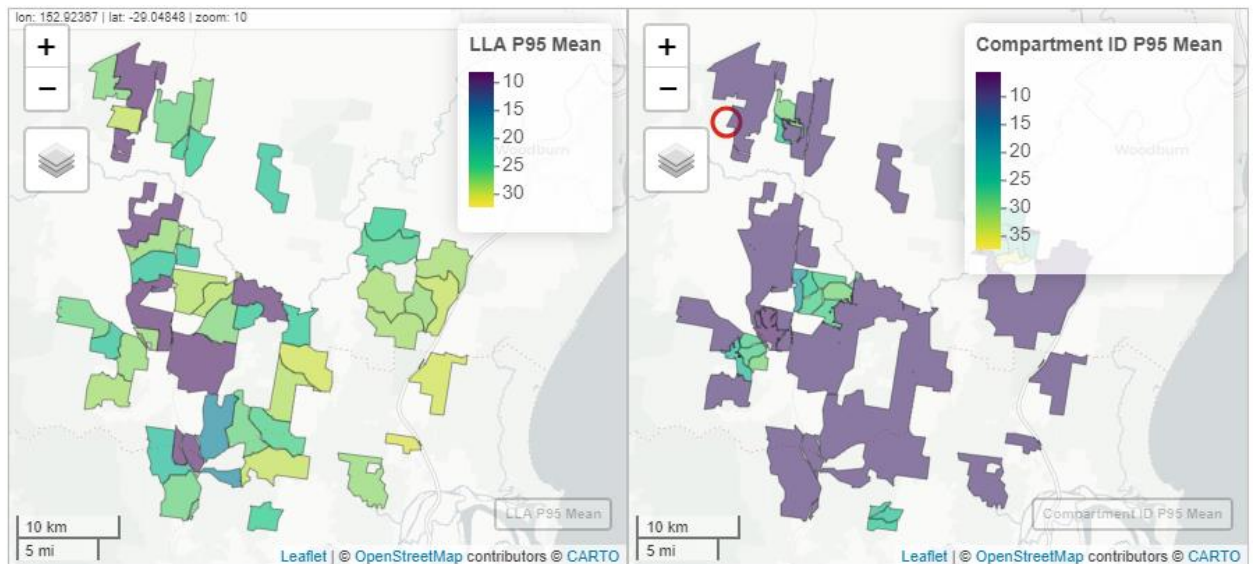 lon: 152.92367 | lat: -29.04848 | zoom: 10
+
−
LLA P95 Mean
10
15
20
25
30
LLA P95 Mean
10 km
5 mi
Leaflet | © OpenStreetMap contributors © CARTO
+
−
Compartment ID P95 Mean
10
15
20
25
30
35
Woodburn
Compartment ID P95 Mean
10 km
5 mi
Leaflet | © OpenStreetMap contributors © CARTO